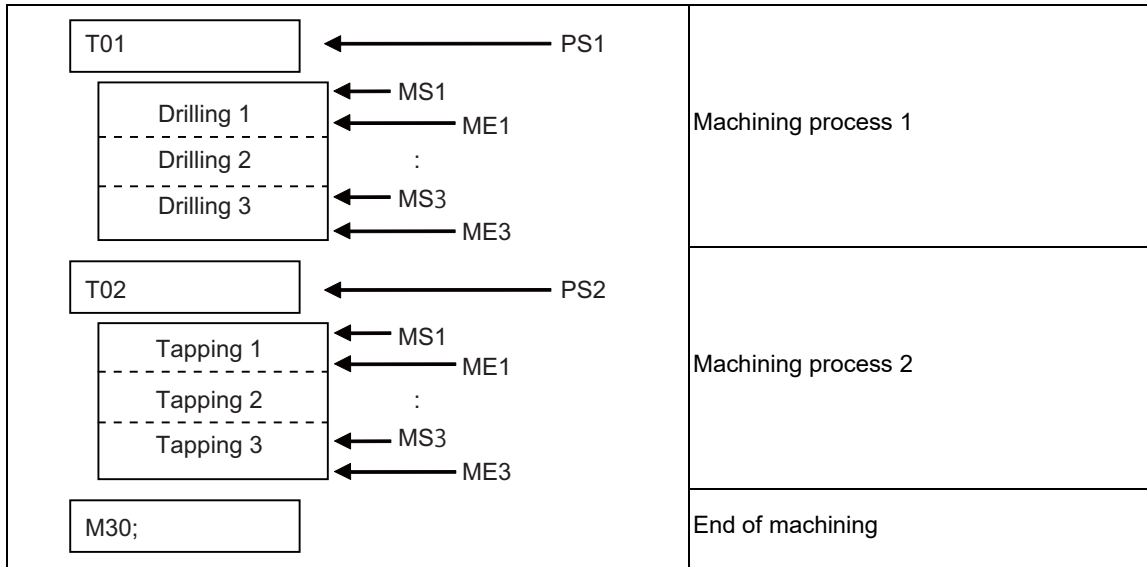 T01
PS1
MS1
Drilling 1
ME1
Machining process 1
Drilling 2
:
MS3
Drilling 3
ME3
T02
PS2
MS1
Tapping 1
ME1
Machining process 2
Tapping 2
:
MS3
Tapping 3
ME3
M30;
End of machining